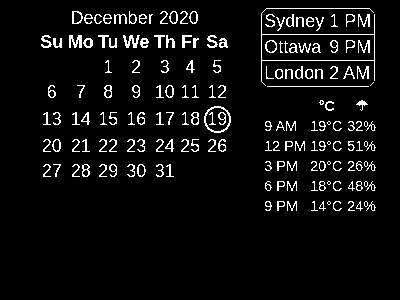 December 2020
Su Mo Tu We Th Fr Sa
1 2 3 4 5
6 7 8 9 10 11 12
13 14 15 16 17 18 19
20 21 22 23 24 25 26
27 28 29 30 31
Sydney 1 PM
Ottawa 9 PM
London 2 AM
°C ☂
9 AM 19°C 32%
12 PM 19°C 51%
3 PM 20°C 26%
6 PM 18°C 48%
9 PM 14°C 24%